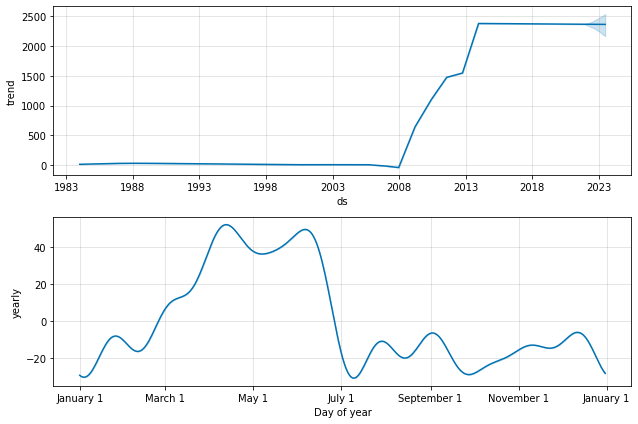 2500
2000
1500
1000
500
0
trend
1983 1988 1993 1998 2003 2008 2013 2018 2023
ds
40
20
0
−20
yearly
January 1 March 1 May 1 July 1 September 1 November 1 January 1
Day of year